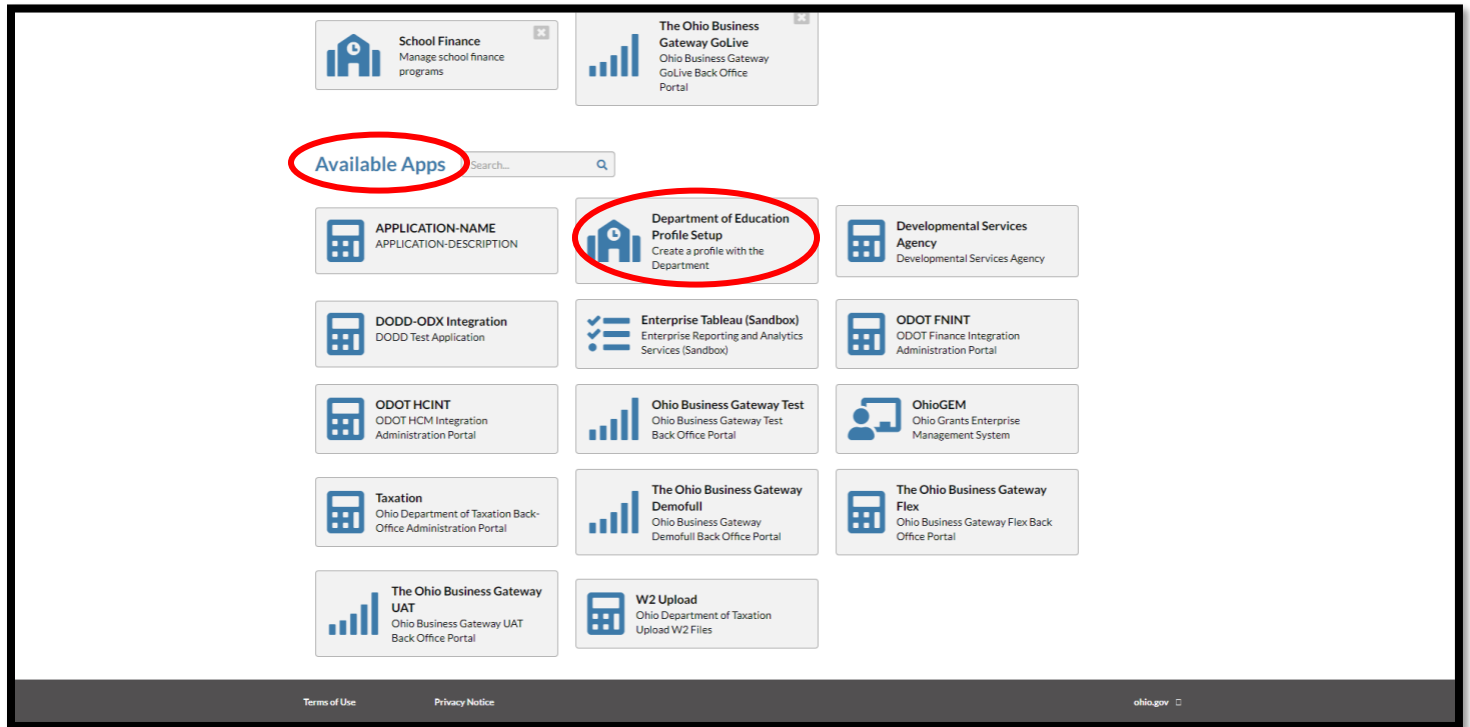 School Finance
Manage school finance
programs
The Ohio Business
Gateway GoLive
Ohio Business Gateway
GoLive Back Office
Portal
Available Apps
Search...
APPLICATION-NAME
APPLICATION-DESCRIPTION
Department of Education
Profile Setup
Create a profile with the
Department
Developmental Services
Agency
Developmental Services Agency
DODD-ODX Integration
DODD Test Application
Enterprise Tableau (Sandbox)
Enterprise Reporting and Analytics
Services (Sandbox)
ODOT FNINT
ODOT Finance Integration
Administration Portal
ODOT HCINT
ODOT HCM Integration
Administration Portal
Ohio Business Gateway Test
Ohio Business Gateway Test
Back Office Portal
OhioGEM
Ohio Grants Enterprise
Management System
Taxation
Ohio Department of Taxation Back-
Office Administration Portal
The Ohio Business Gateway
Demofull
Ohio Business Gateway
Demofull Back Office Portal
The Ohio Business Gateway
Flex
Ohio Business Gateway Flex Back
Office Portal
The Ohio Business Gateway
UAT
Ohio Business Gateway UAT
Back Office Portal
W2 Upload
Ohio Department of Taxation
Upload W2 Files
Terms of Use
Privacy Notice
ohio.gov